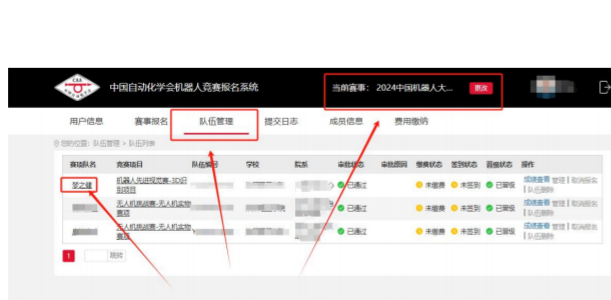 CAA
中国自动化学会机器人竞赛报名系统
当前赛事： 2024中国机器人大...
更改
用户信息
赛事报名
队伍管理
提交日志
成员信息
费用缴纳
您的位置: 队伍管理 > 队伍列表
赛项队名
竞赛项目
队伍编号
学校
院系
审批状态
审批原因
缴费状态
签到状态
晋级状态
操作
梦之建
机器人先进视觉赛-3D识
别项目
已通过
未缴费
未签到
已晋级
成绩查看 管理 | 取消报名
| 队伍删除
无人机挑战赛-无人机实物
赛项
已通过
未缴费
未签到
已晋级
成绩查看 管理 | 取消报名
| 队伍删除
无人机挑战赛-无人机实物
赛项
已通过
未缴费
未签到
已晋级
成绩查看 管理 | 取消报名
| 队伍删除
1
跳转